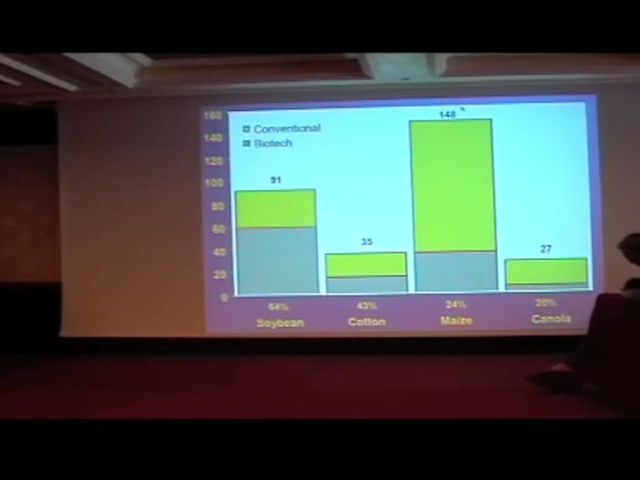 160
148
Conventional
140
Biotech
120
100
91
80
60
35
40
27
20
0
64%
43%
24%
20%
Soybean
Cotton
Maize
Canola